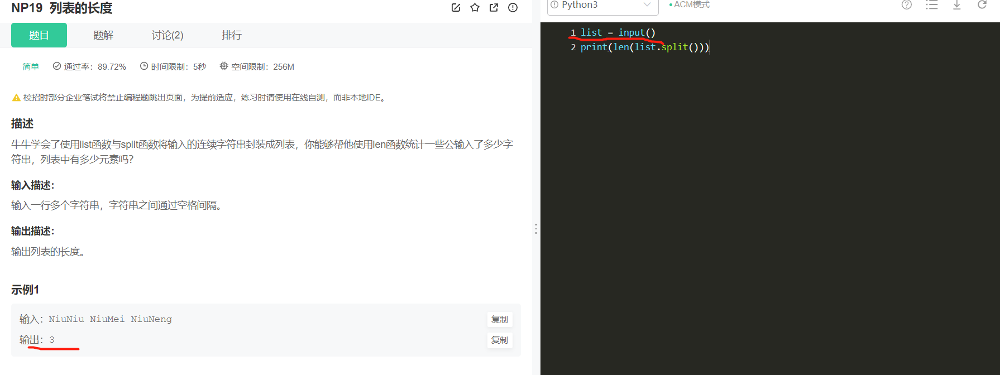 NP19 列表的长度
题目 题解 讨论(2) 排行
简单 通过率：89.72% 时间限制：5秒 空间限制：256M
校招时部分企业笔试将禁止编程题跳出页面，为提前适应，练习时请使用在线自测，而非本地IDE。
描述
牛牛学会了使用list函数与split函数将输入的连续字符串封装成列表，你能够帮他使用len函数统计一些公输入了多少字
符串，列表中有多少元素吗？
输入描述：
输入一行多个字符串，字符串之间通过空格间隔。
输出描述：
输出列表的长度。
示例1
输入：NiuNiu NiuMei NiuNeng
复制
输出：3
复制
Python3
ACM模式
1 list = input()
2 print(len(list.split()))